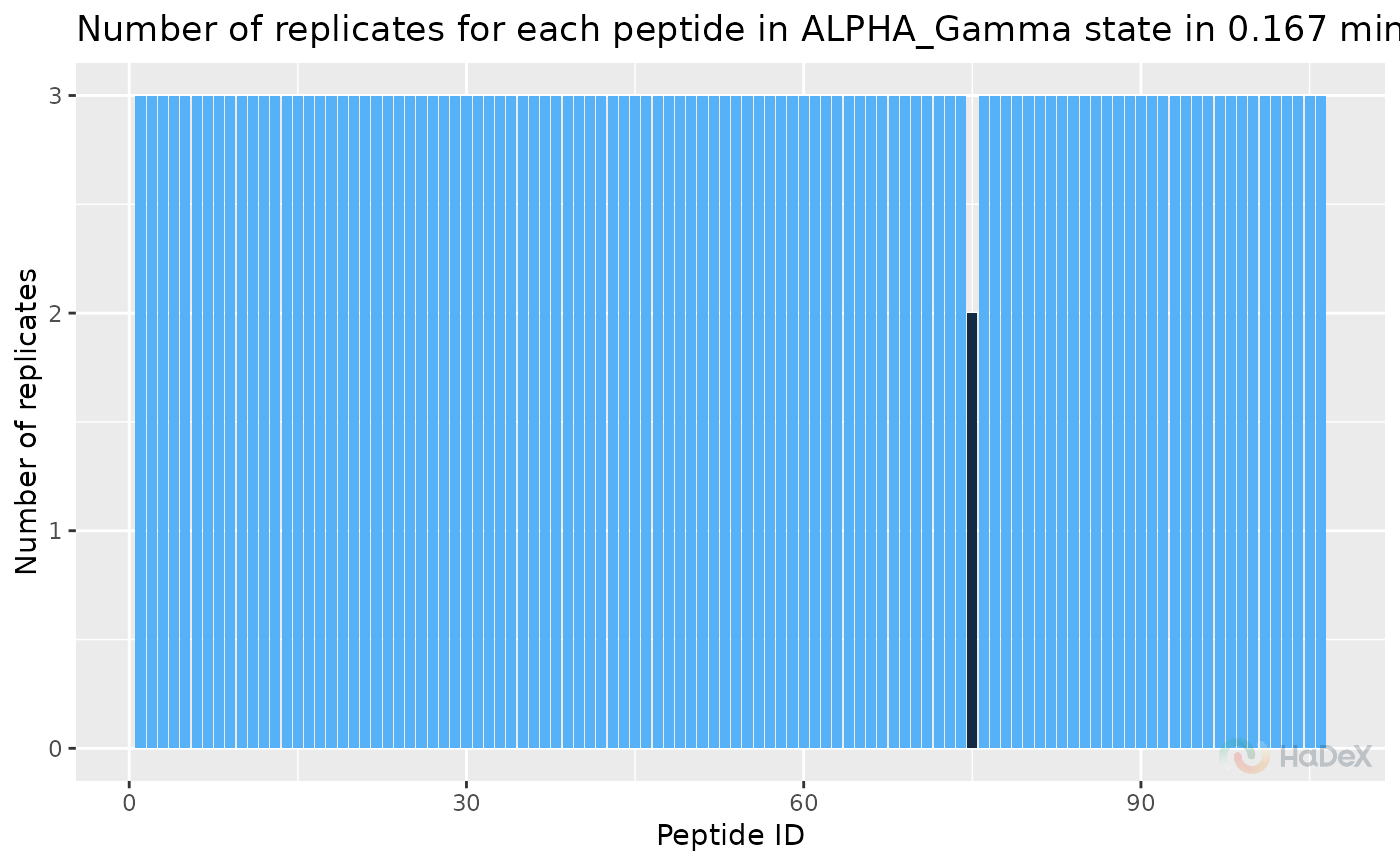 Number of replicates for each peptide in ALPHA_Gamma state in 0.167 min
3
2
1
0
Number of replicates
0 30 60 90
Peptide ID
HaDeX